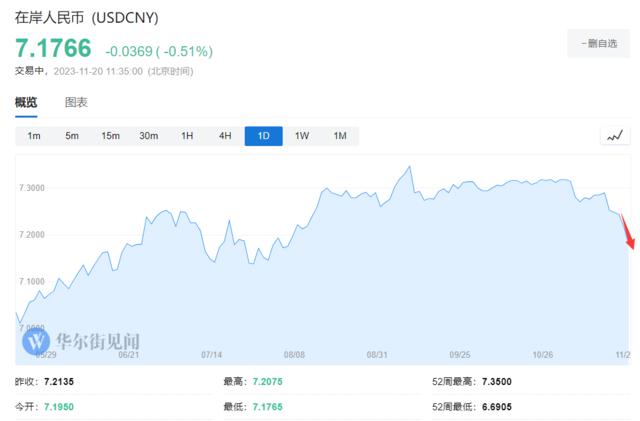 在岸人民币 (USDCNY)
7.1766 -0.0369 ( -0.51%)
－删自选
交易中，2023-11-20 11:35:00 (北京时间)
概览 图表
1m 5m 15m 30m 1H 4H 1D 1W 1M
7.3000
7.2000
7.1000
7.0000
华尔街见闻
05/29 06/21 07/14 08/08 08/31 09/25 10/26 11/2
昨收：7.2135 最高：7.2075 52周最高：7.3500
今开：7.1950 最低：7.1765 52周最低：6.6905